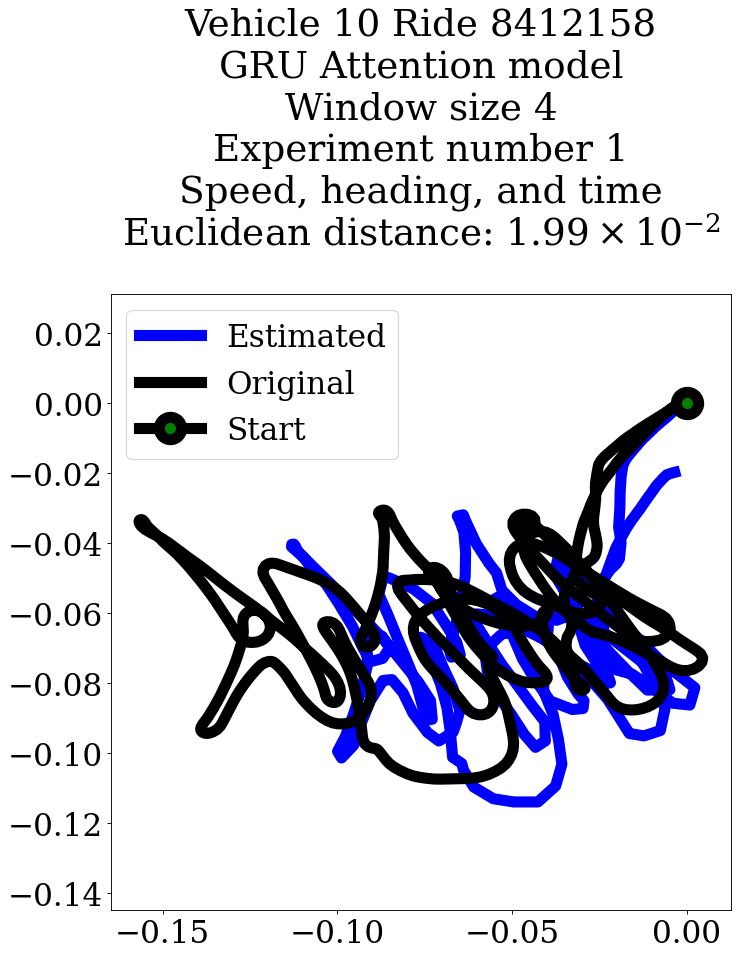 Vehicle 10 Ride 8412158
GRU Attention model
Window size 4
Experiment number 1
Speed, heading, and time
Euclidean distance: 1.99 × 10⁻²
Estimated
Original
Start
0.02
0.00
−0.02
−0.04
−0.06
−0.08
−0.10
−0.12
−0.14
−0.15
−0.10
−0.05
0.00